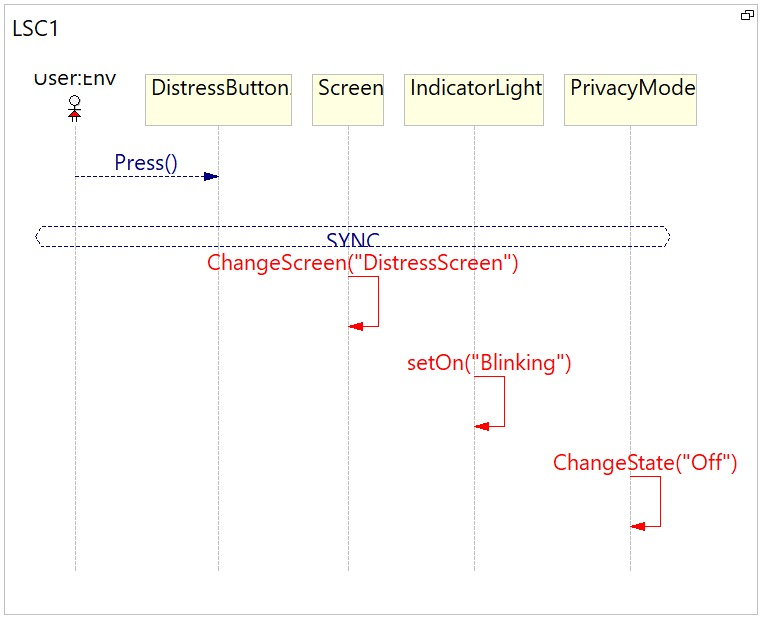 LSC1
User:Env
DistressButton
Screen
IndicatorLight
PrivacyMode
Press()
SYNC
ChangeScreen("DistressScreen")
setOn("Blinking")
ChangeState("Off")